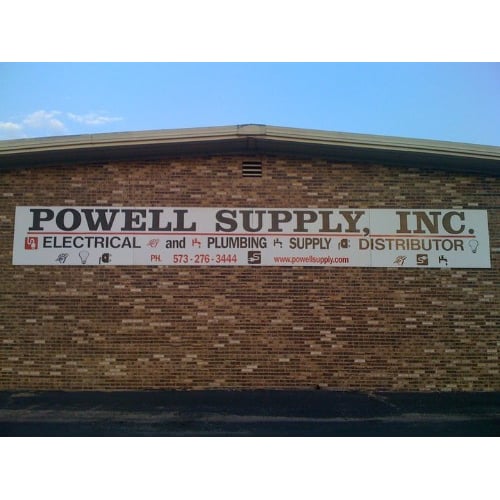 POWELL SUPPLY, INC.
ELECTRICAL and PLUMBING SUPPLY DISTRIBUTOR
PH. 573-276-3444 www.powellsupply.com